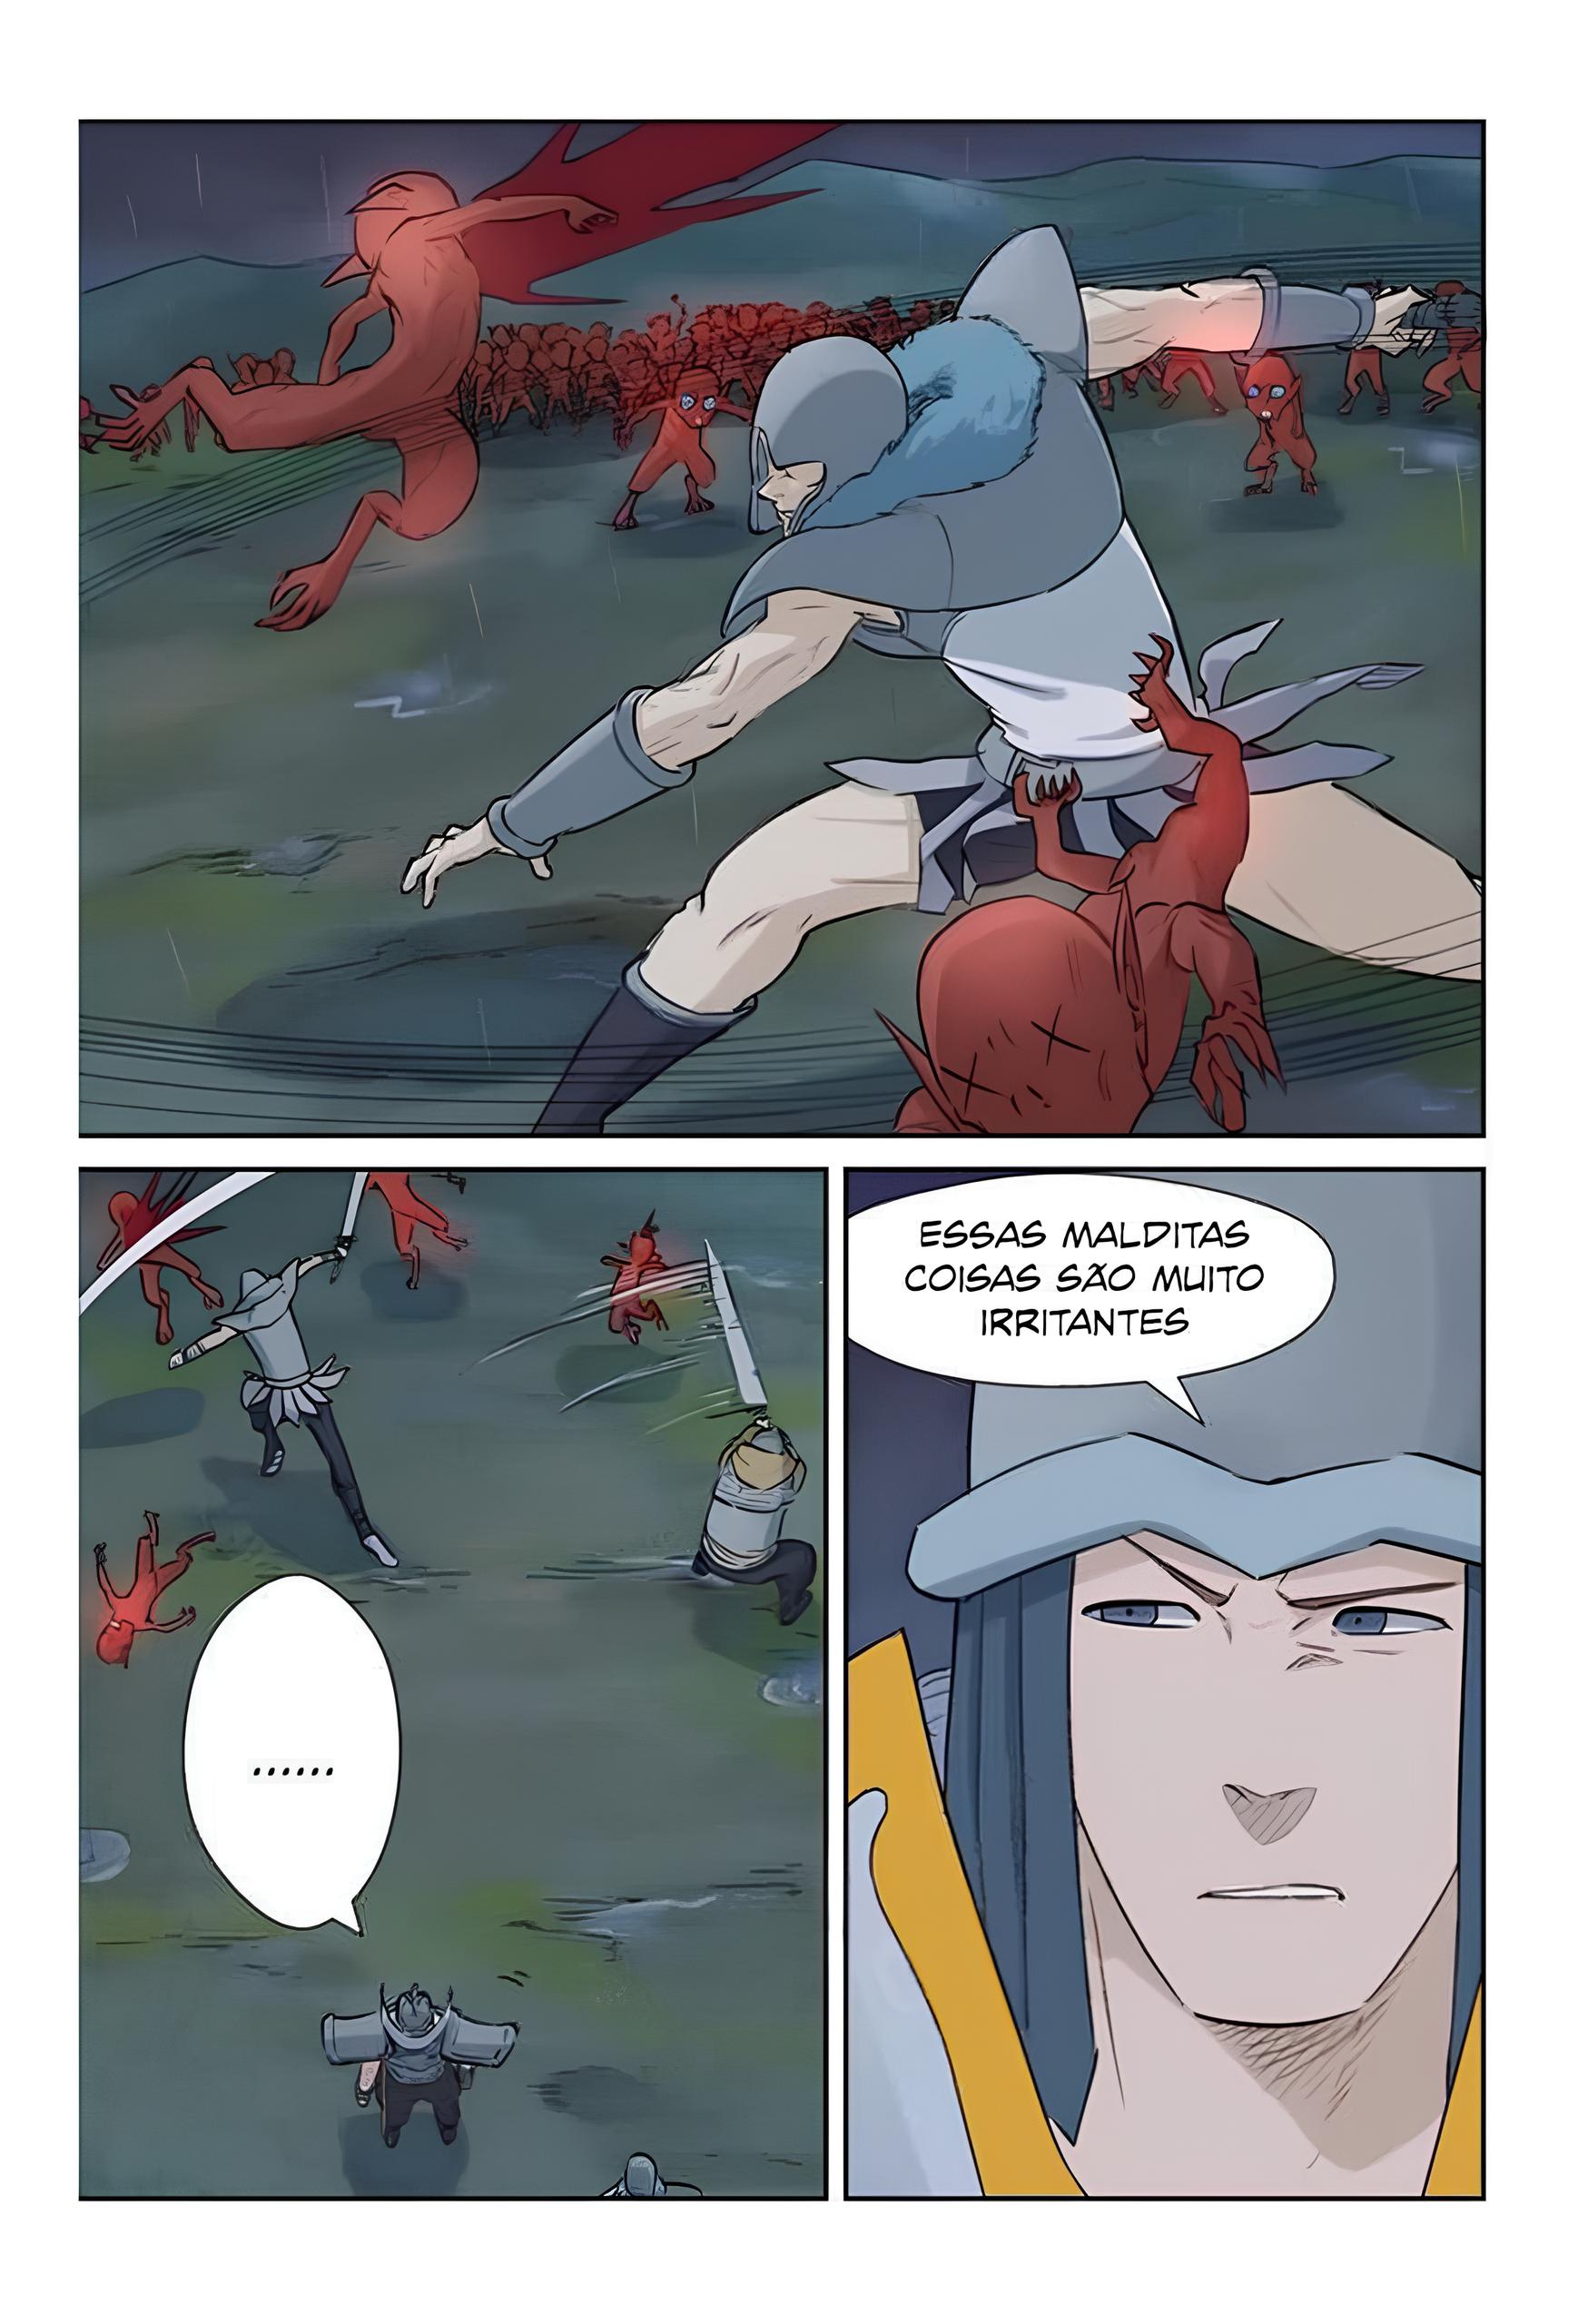 ......
ESSAS MALDITAS
COISAS SÃO MUITO
IRRITANTES